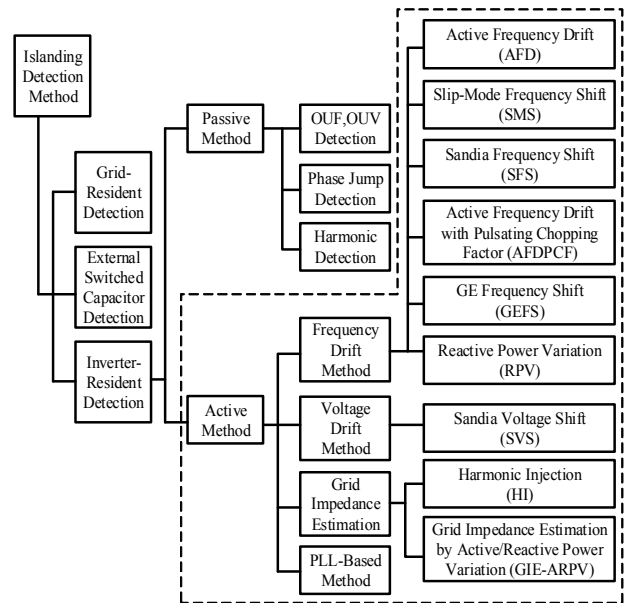 Islanding
Detection
Method
Grid-
Resident
Detection
External
Switched
Capacitor
Detection
Inverter-
Resident
Detection
Passive
Method
Active
Method
OUF,OUV
Detection
Phase Jump
Detection
Harmonic
Detection
Frequency
Drift
Method
Voltage
Drift
Method
Grid
Impedance
Estimation
PLL-Based
Method
Active Frequency Drift
(AFD)
Slip-Mode Frequency Shift
(SMS)
Sandia Frequency Shift
(SFS)
Active Frequency Drift
with Pulsating Chopping
Factor (AFDPCF)
GE Frequency Shift
(GEFS)
Reactive Power Variation
(RPV)
Sandia Voltage Shift
(SVS)
Harmonic Injection
(HI)
Grid Impedance Estimation
by Active/Reactive Power
Variation (GIE-ARPV)